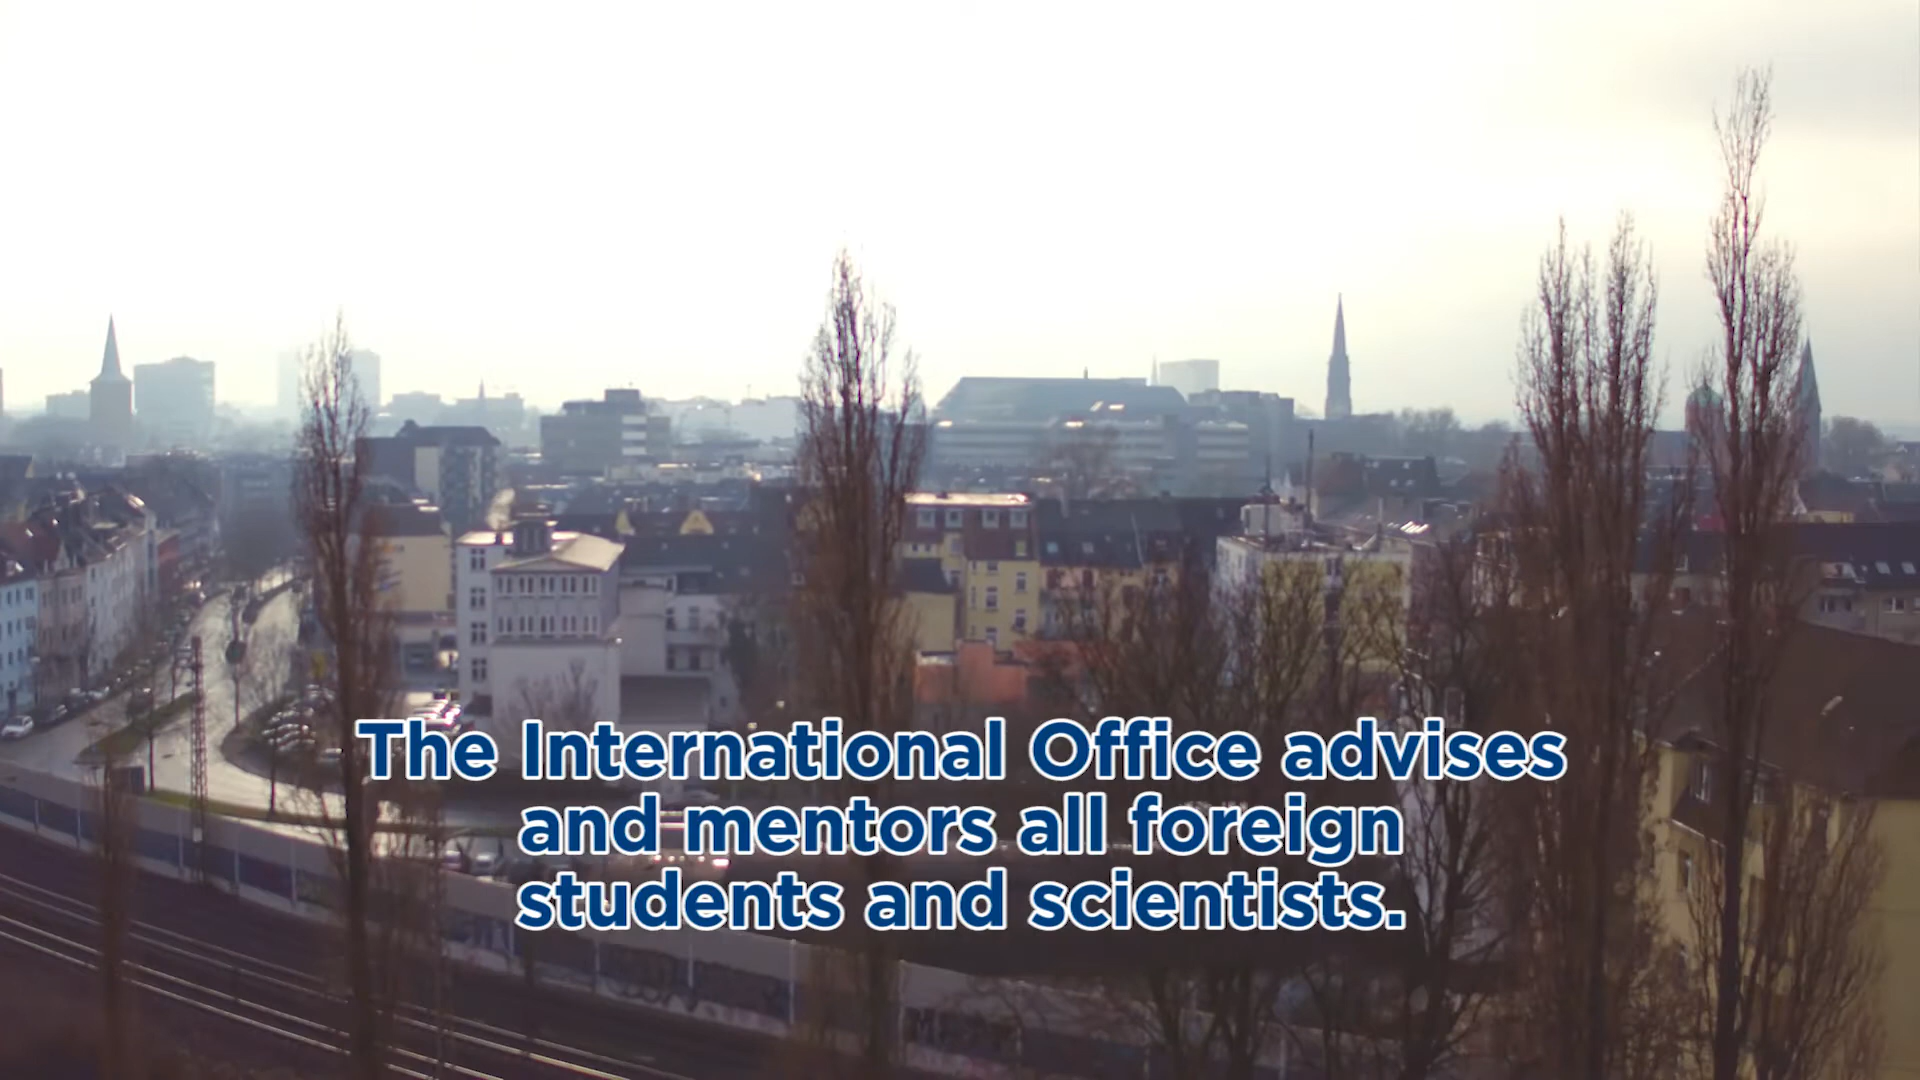 The International Office advises
and mentors all foreign
students and scientists.